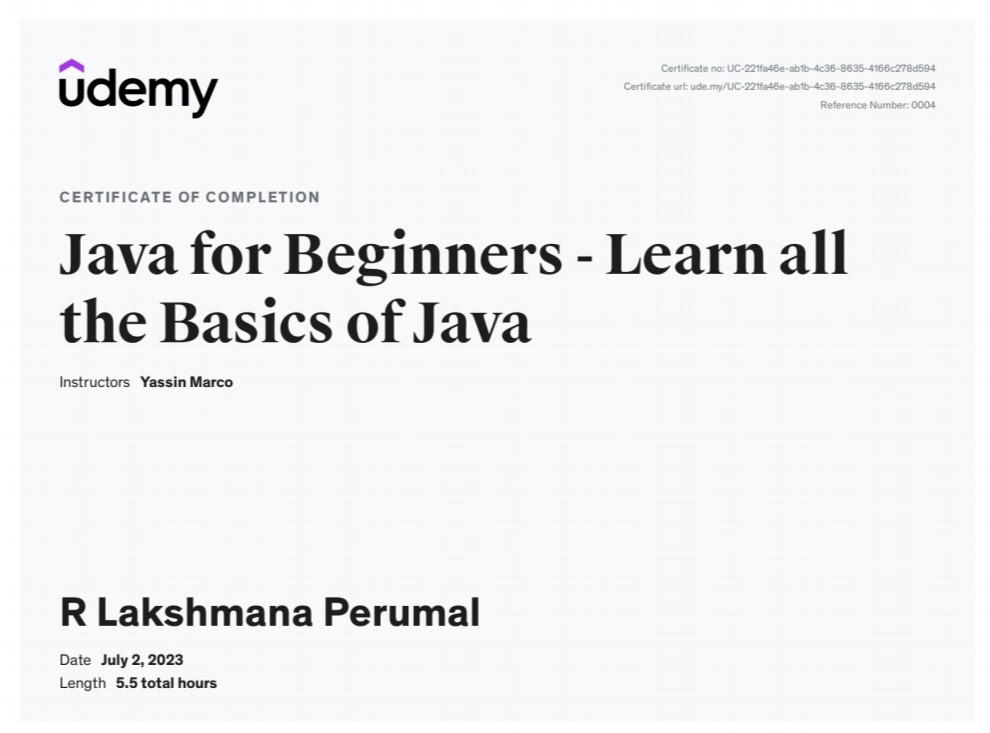 udemy
Certificate no: UC-221fa46e-ab1b-4c36-8635-4166c278d594
Certificate url: ude.my/UC-221fa46e-ab1b-4c36-8635-4166c278d594
Reference Number: 0004
CERTIFICATE OF COMPLETION
Java for Beginners - Learn all
the Basics of Java
Instructors Yassin Marco
R Lakshmana Perumal
Date July 2, 2023
Length 5.5 total hours